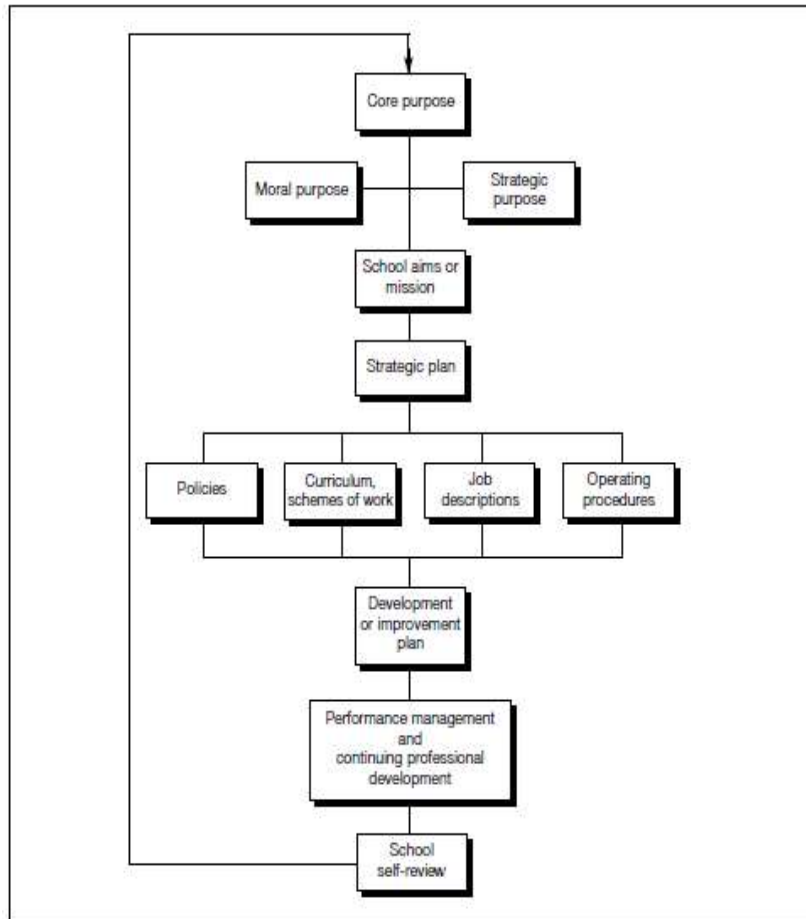 Core purpose
Moral purpose
Strategic
purpose
School aims or
mission
Strategic plan
Policies
Curriculum,
schemes of work
Job
descriptions
Operating
procedures
Development
or improvement
plan
Performance management
and
continuing professional
development
School
self-review